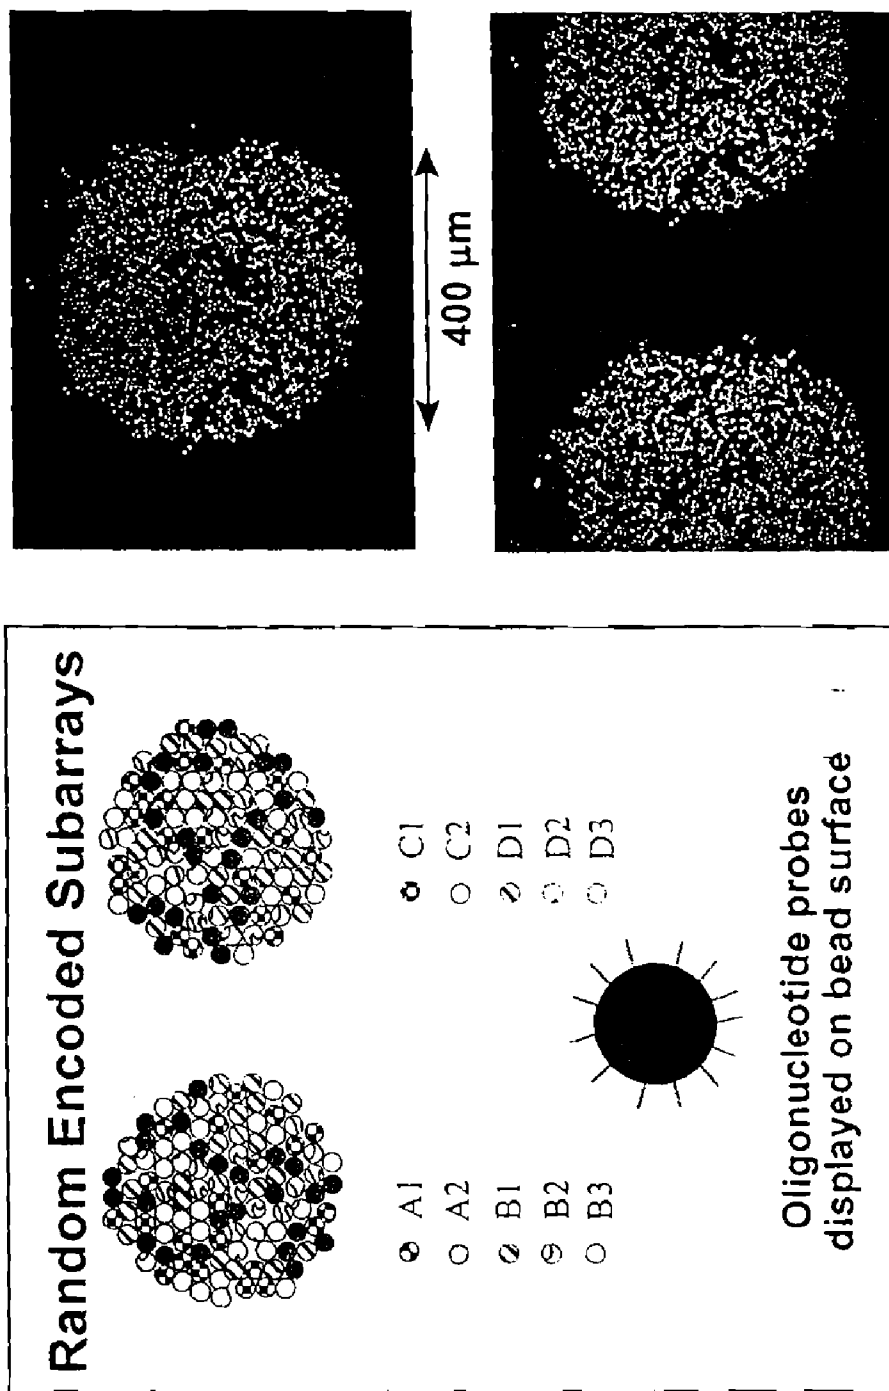 Random Encoded Subarrays
A1
A2
B1
B2
B3
C1
C2
D1
D2
D3
Oligonucleotide probes
displayed on bead surface
400 μm